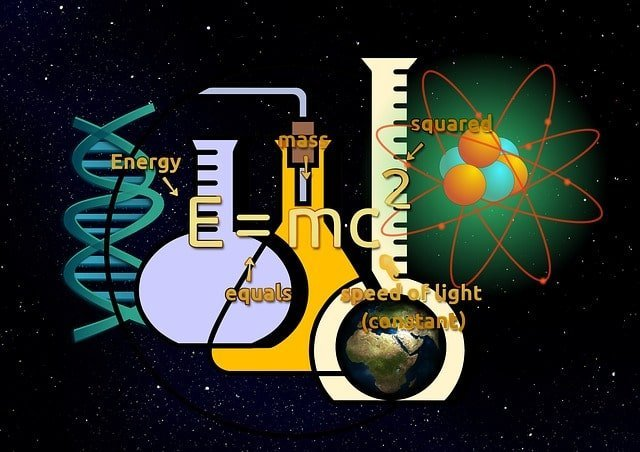 squared
mass
Energy
E = mc²
equals
speed of light
(constant)